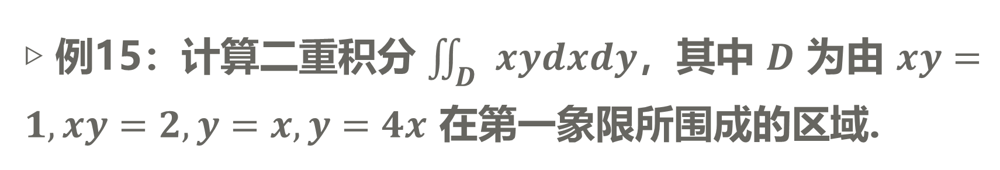 ▷ 例15：计算二重积分 ∬_D xydxdy，其中 D 为由 xy =
1, xy = 2, y = x, y = 4x 在第一象限所围成的区域.